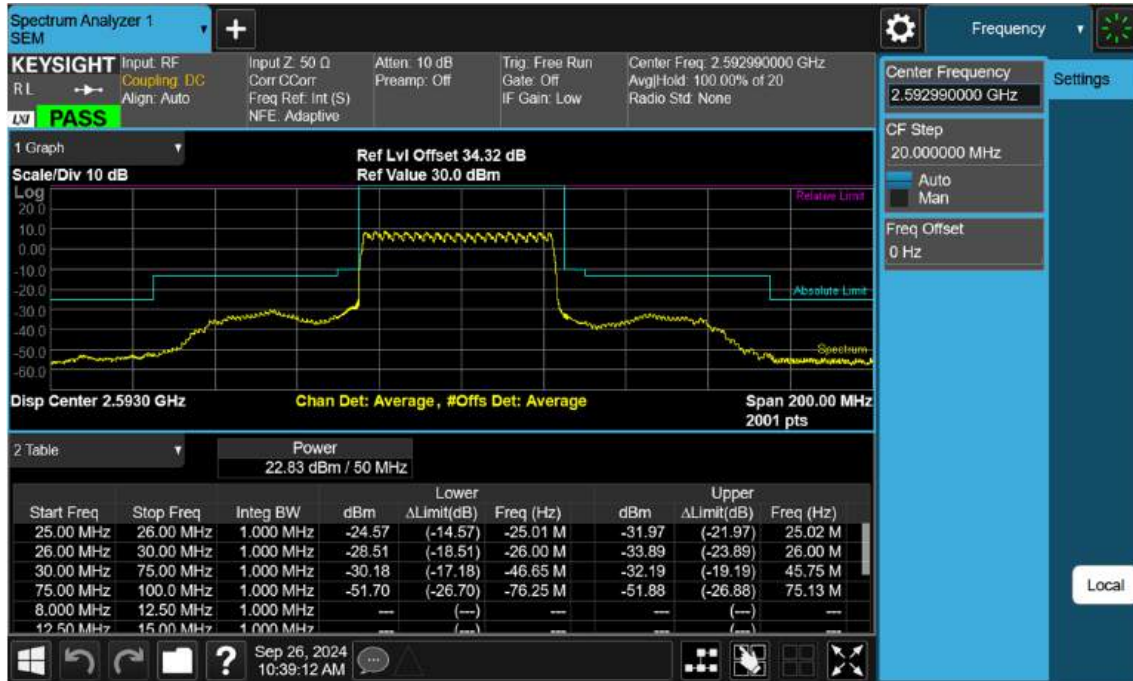 Spectrum Analyzer 1
SEM
Frequency
KEYSIGHT
R L
LXI PASS
Input: RF
Coupling: DC
Align: Auto
Input Z: 50 Ω
Corr CCorr
Freq Ref: Int (S)
NFE: Adaptive
Atten: 10 dB
Preamp: Off
Trig: Free Run
Gate: Off
IF Gain: Low
Center Freq: 2.592990000 GHz
Avg|Hold: 100.00% of 20
Radio Std: None
Center Frequency
2.592990000 GHz
Settings
CF Step
20.000000 MHz
Auto
Man
Freq Offset
0 Hz
Local
1 Graph
Ref Lvl Offset 34.32 dB
Scale/Div 10 dB
Ref Value 30.0 dBm
Log
Relative Limit
20.0
10.0
0.00
-10.0
-20.0
Absolute Limit
-30.0
-40.0
-50.0
Spectrum
-60.0
Disp Center 2.5930 GHz
Chan Det: Average, #Offs Det: Average
Span 200.00 MHz
2001 pts
2 Table
Power
22.83 dBm / 50 MHz
Lower Upper
Start Freq Stop Freq Integ BW dBm ΔLimit(dB) Freq (Hz) dBm ΔLimit(dB) Freq (Hz)
25.00 MHz 26.00 MHz 1.000 MHz -24.57 (-14.57) -25.01 M -31.97 (-21.97) 25.02 M
26.00 MHz 30.00 MHz 1.000 MHz -28.51 (-18.51) -26.00 M -33.89 (-23.89) 26.00 M
30.00 MHz 75.00 MHz 1.000 MHz -30.18 (-17.18) -46.65 M -32.19 (-19.19) 45.75 M
75.00 MHz 100.0 MHz 1.000 MHz -51.70 (-26.70) -76.25 M -51.88 (-26.88) 75.13 M
8.000 MHz 12.50 MHz 1.000 MHz --- (---) --- --- (---) ---
12.50 MHz 15.00 MHz 1.000 MHz --- (---) --- --- (---) ---
Sep 26, 2024
10:39:12 AM